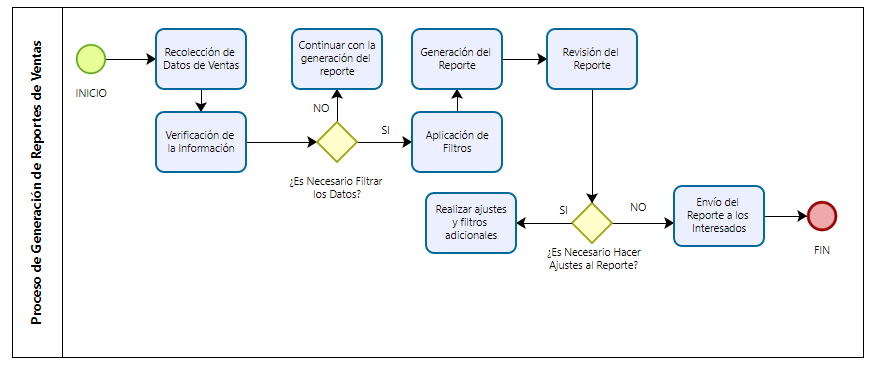 Proceso de Generación de Reportes de Ventas
INICIO
Recolección de
Datos de Ventas
Verificación de
la Información
Continuar con la
generación del
reporte
NO
¿Es Necesario Filtrar
los Datos?
SI
Aplicación de
Filtros
Generación del
Reporte
Revisión del
Reporte
¿Es Necesario Hacer
Ajustes al Reporte?
SI
Realizar ajustes
y filtros
adicionales
NO
Envío del
Reporte a los
Interesados
FIN